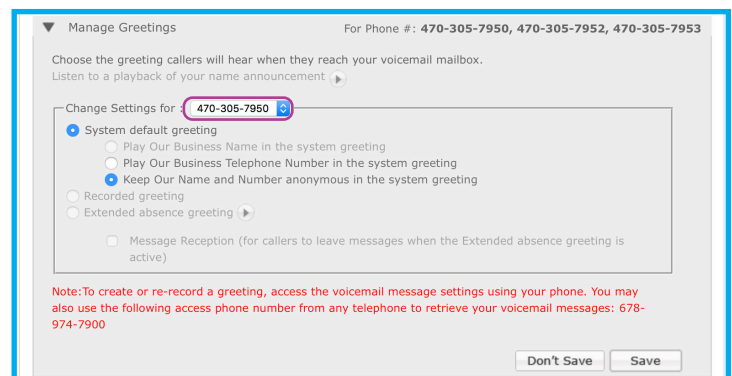 Manage Greetings For Phone #: 470-305-7950, 470-305-7952, 470-305-7953
Choose the greeting callers will hear when they reach your voicemail mailbox.
Listen to a playback of your name announcement
Change Settings for : 470-305-7950
System default greeting
Play Our Business Name in the system greeting
Play Our Business Telephone Number in the system greeting
Keep Our Name and Number anonymous in the system greeting
Recorded greeting
Extended absence greeting
Message Reception (for callers to leave messages when the Extended absence greeting is
active)
Note:To create or re-record a greeting, access the voicemail message settings using your phone. You may
also use the following access phone number from any telephone to retrieve your voicemail messages: 678-
974-7900
Don't Save Save